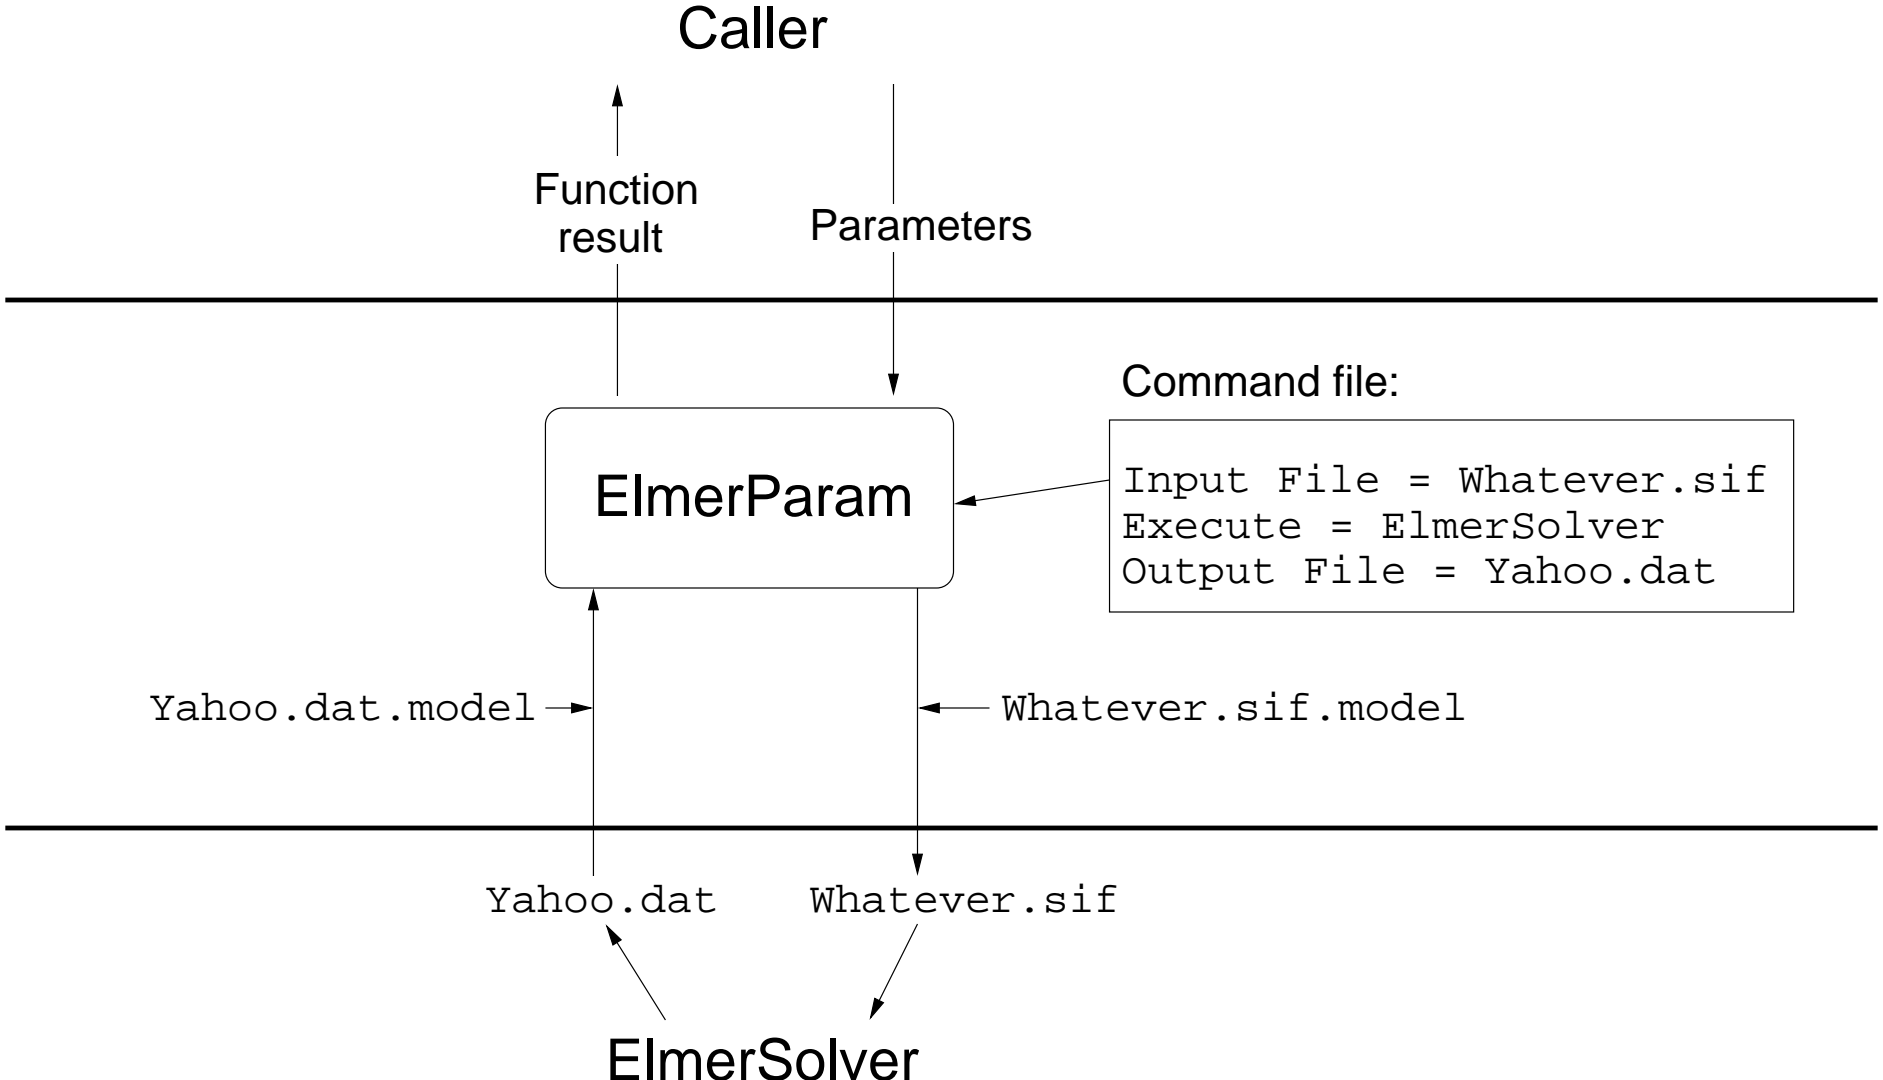 Caller
Function
result
Parameters
Command file:
ElmerParam
Input File = Whatever.sif
Execute = ElmerSolver
Output File = Yahoo.dat
Yahoo.dat.model
Whatever.sif.model
Yahoo.dat
Whatever.sif
ElmerSolver